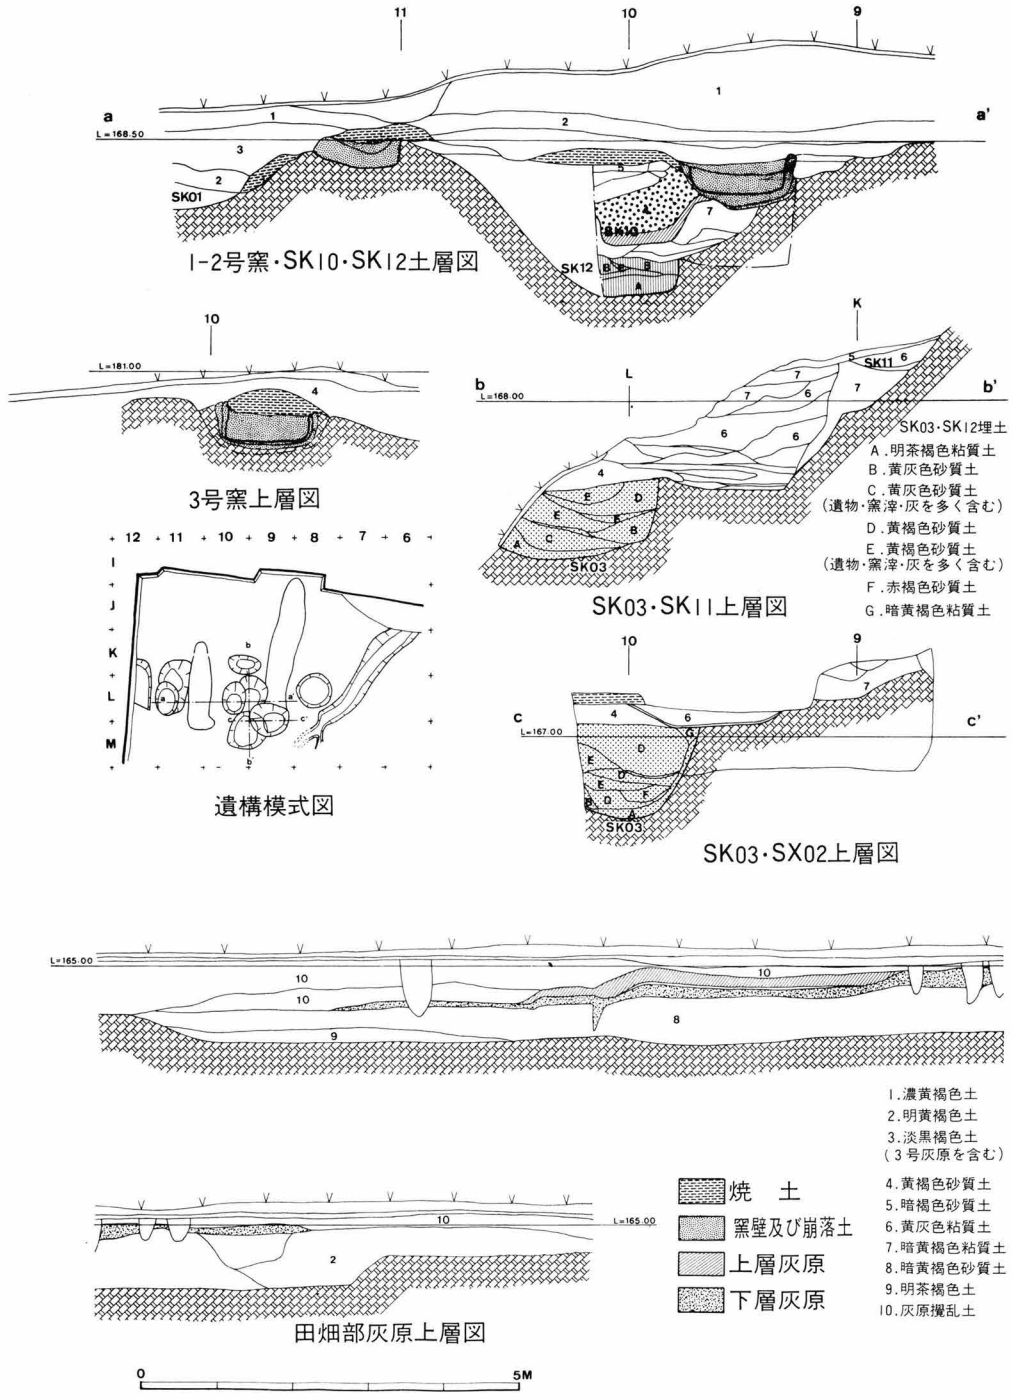 11 10 9
a a'
L=168.50
1 1 2
3 2
SK01
5 A 7
SK10
SK12 B E B
A
1-2号窯・SK10・SK12土層図
10
L=181.00
4
3号窯上層図
K
L
b b'
L=168.00
5 SK11 6
7 7
7 6
6 6
4
E D
E E
A C B
SK03
SK03・SK11上層図
SK03・SK12埋土
A.明茶褐色粘質土
B.黄灰色砂質土
C.黄灰色砂質土
(遺物・窯滓・灰を多く含む)
D.黄褐色砂質土
E.黄褐色砂質土
(遺物・窯滓・灰を多く含む)
F.赤褐色砂質土
G.暗黄褐色粘質土
12 11 10 9 8 7 6
I
J
K
L
M
b
a a'
c c'
b'
遺構模式図
10 9
c c'
L=167.00
4 6 7
G
D
E D
E F
B D
A
SK03
SK03・SX02上層図
L=165.00
10 10
10
8
9
1.濃黄褐色土
2.明黄褐色土
3.淡黒褐色土
(3号灰原を含む)
4.黄褐色砂質土
5.暗褐色砂質土
6.黄灰色粘質土
7.暗黄褐色粘質土
8.暗黄褐色砂質土
9.明茶褐色土
10.灰原攪乱土
焼 土
窯壁及び崩落土
上層灰原
下層灰原
10
L=165.00
2
田畑部灰原上層図
0 5M